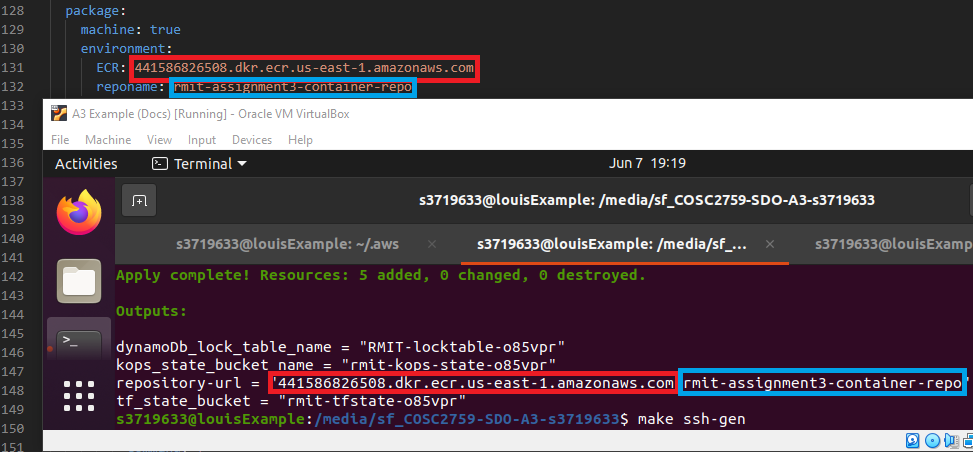 128 package:
129 machine: true
130 environment:
131 ECR: 441586826508.dkr.ecr.us-east-1.amazonaws.com
132 reponame: rmit-assignment3-container-repo
133
134
135
136
137
138
139
140
141
142
143
144
145
146
147
148
149
150
151
A3 Example (Docs) [Running] - Oracle VM VirtualBox
File Machine View Input Devices Help
Activities Terminal Jun 7 19:19
s3719633@louisExample: /media/sf_COSC2759-SDO-A3-s3719633
s3719633@louisExample: ~/.aws × s3719633@louisExample: /media/sf_... × s3719633@louisExamp
Apply complete! Resources: 5 added, 0 changed, 0 destroyed.
Outputs:
dynamoDb_lock_table_name = "RMIT-locktable-o85vpr"
kops_state_bucket_name = "rmit-kops-state-o85vpr"
repository-url = "441586826508.dkr.ecr.us-east-1.amazonaws.com rmit-assignment3-container-repo"
tf_state_bucket = "rmit-tfstate-o85vpr"
s3719633@louisExample:/media/sf_COSC2759-SDO-A3-s3719633$ make ssh-gen